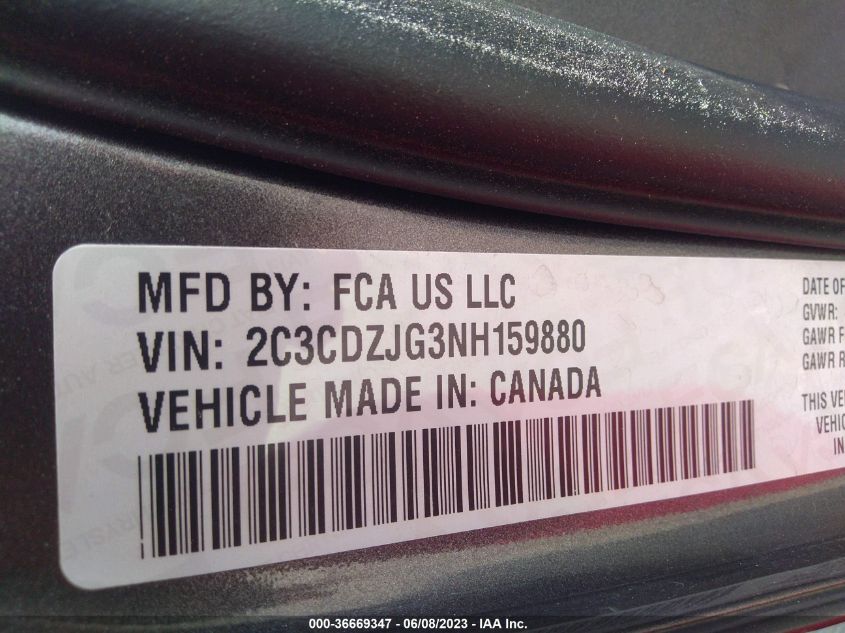 MFD BY: FCA US LLC
VIN: 2C3CDZJG3NH159880
VEHICLE MADE IN: CANADA
DATE OF
GVWR:
GAWR F
GAWR R
THIS VE
VEHIC
IN
000-36669347 - 06/08/2023 - IAA Inc.